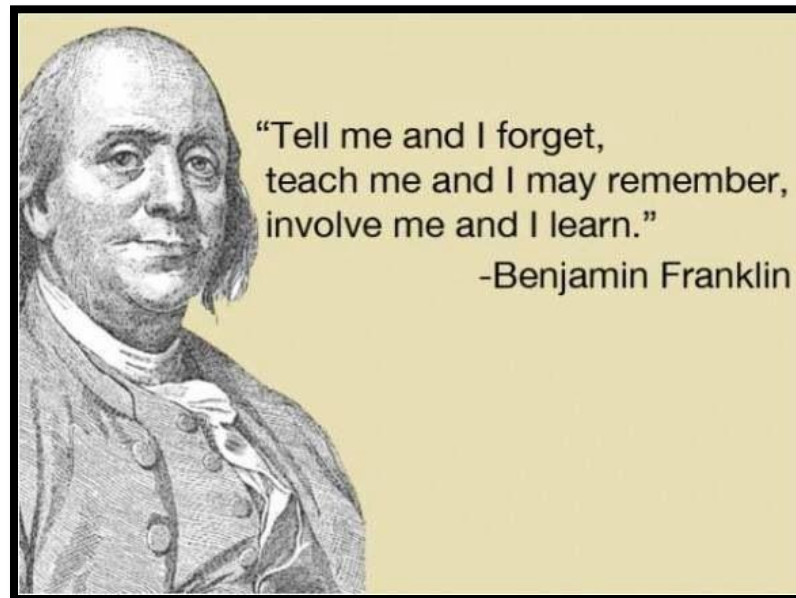 “Tell me and I forget,
teach me and I may remember,
involve me and I learn.”
-Benjamin Franklin